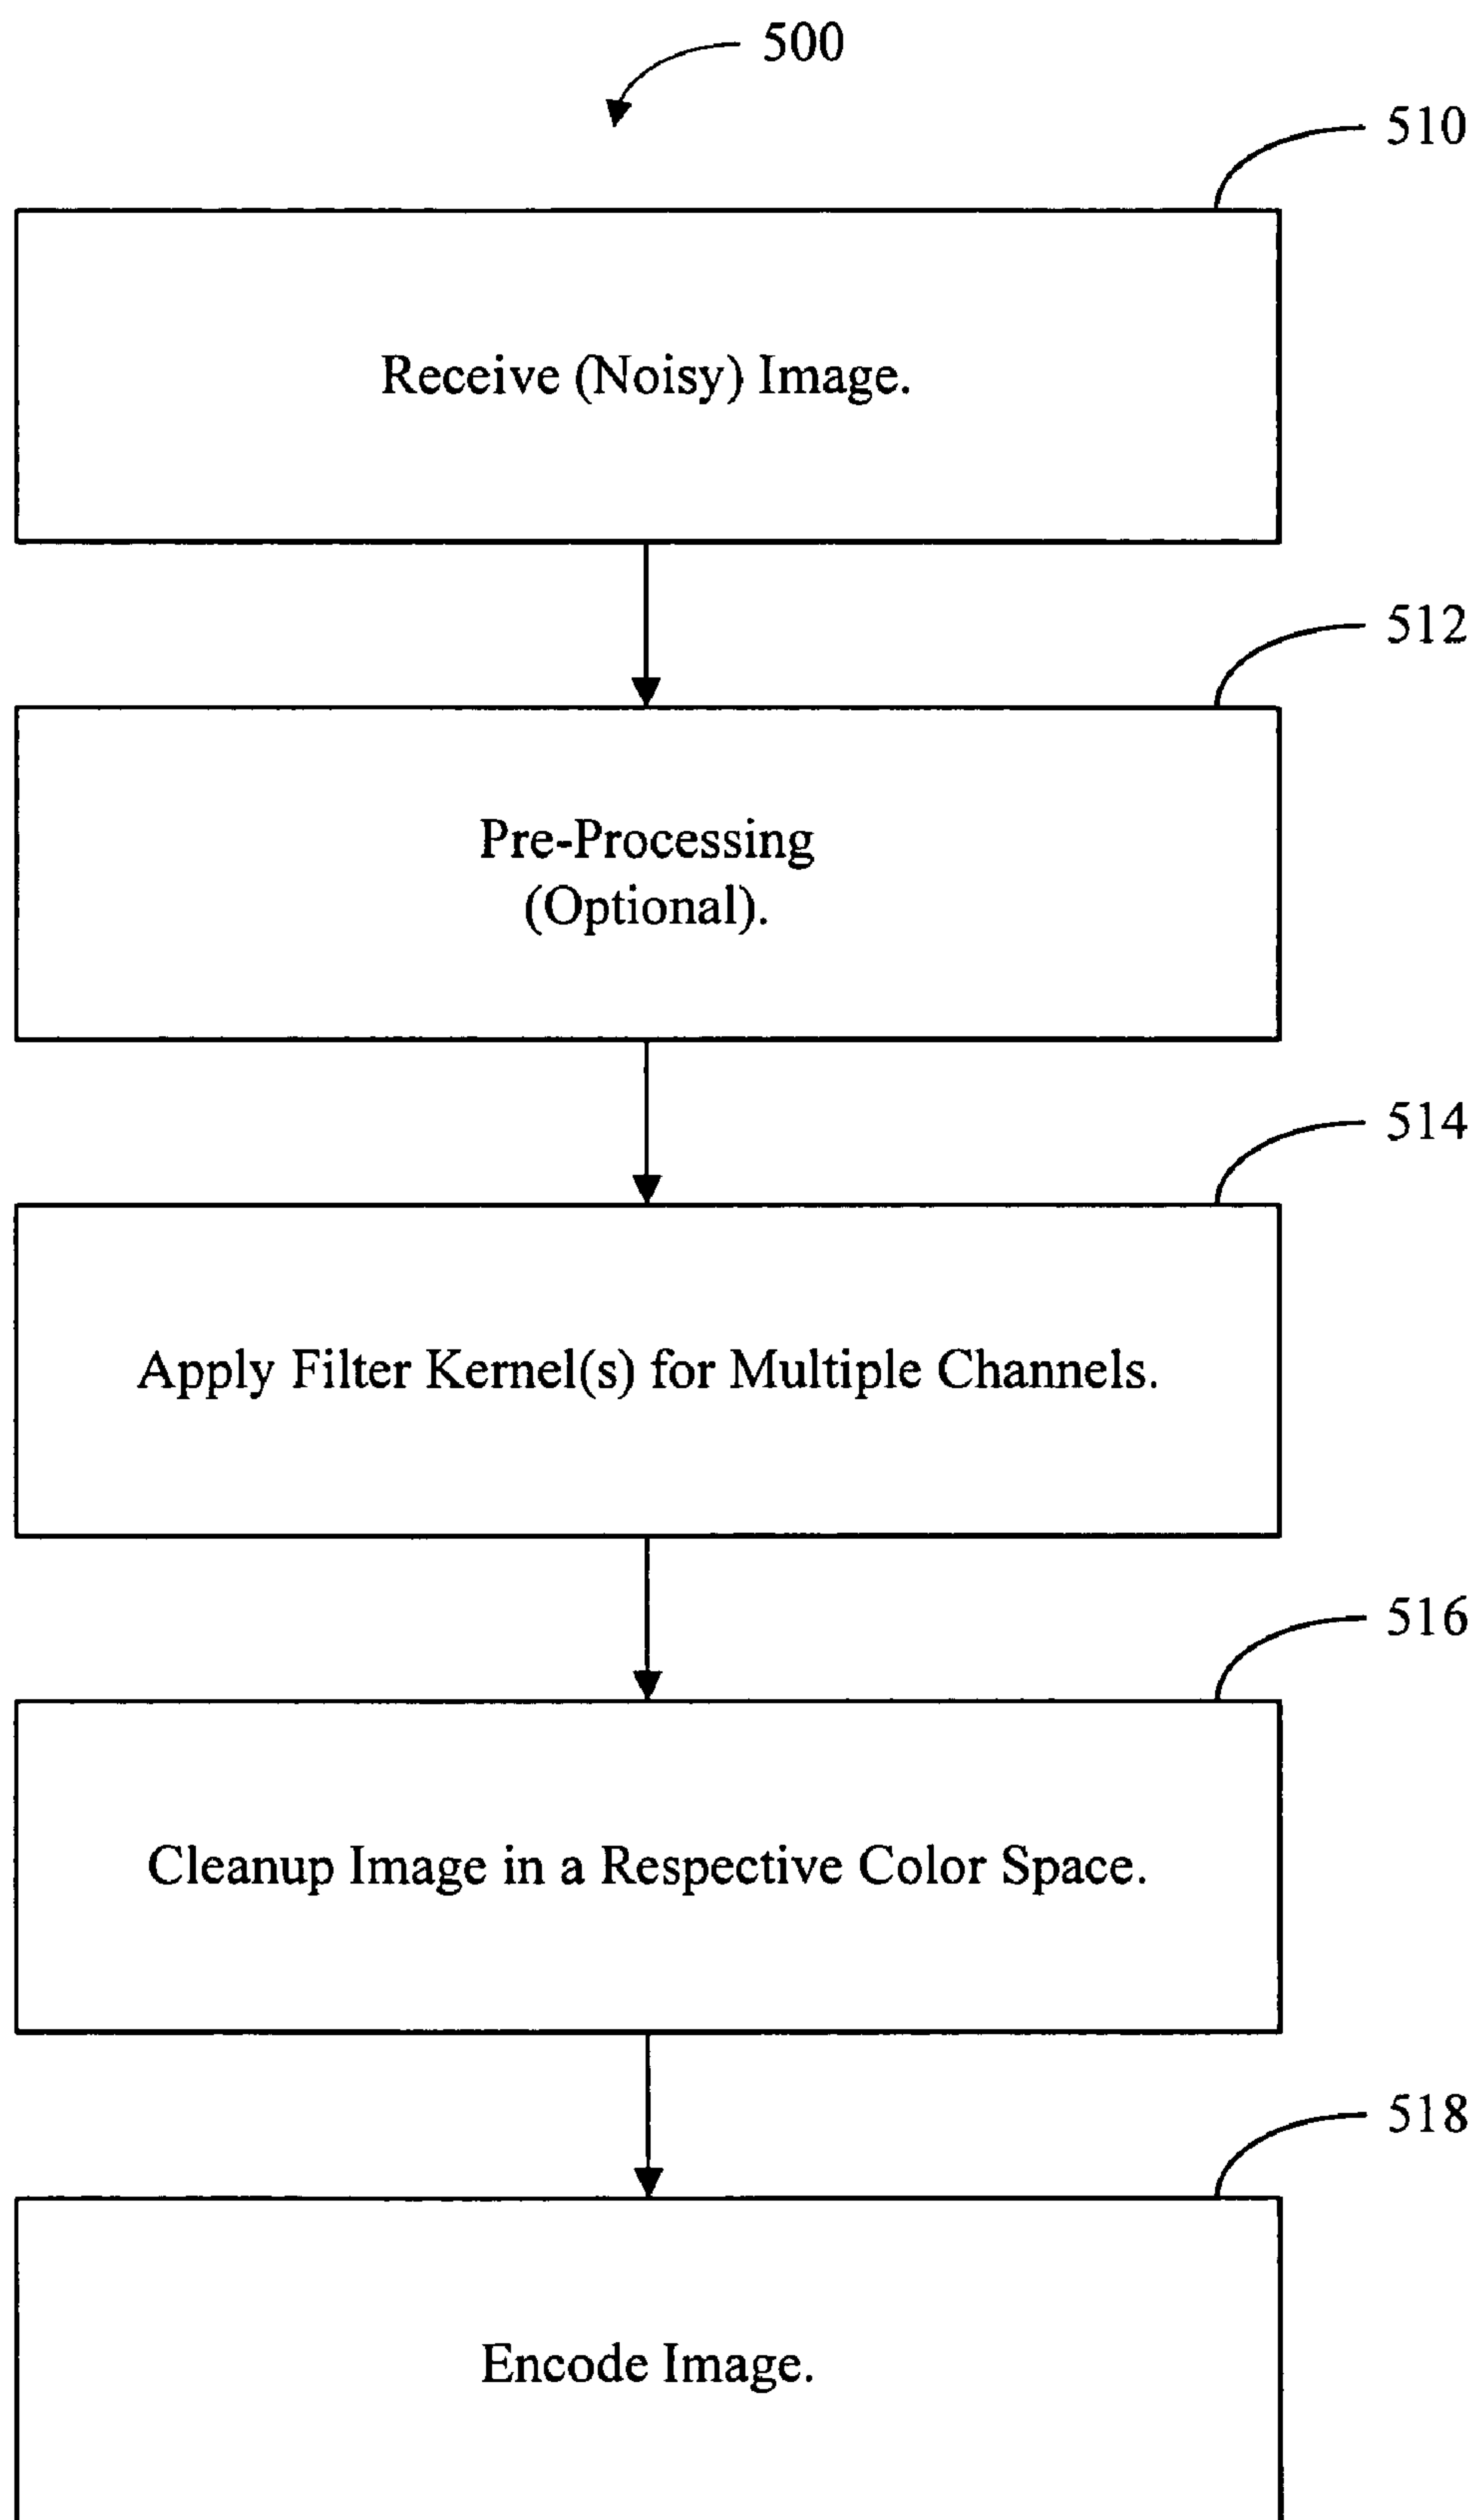 500
510
Receive (Noisy) Image.
512
Pre-Processing
(Optional).
514
Apply Filter Kernel(s) for Multiple Channels.
516
Cleanup Image in a Respective Color Space.
518
Encode Image.